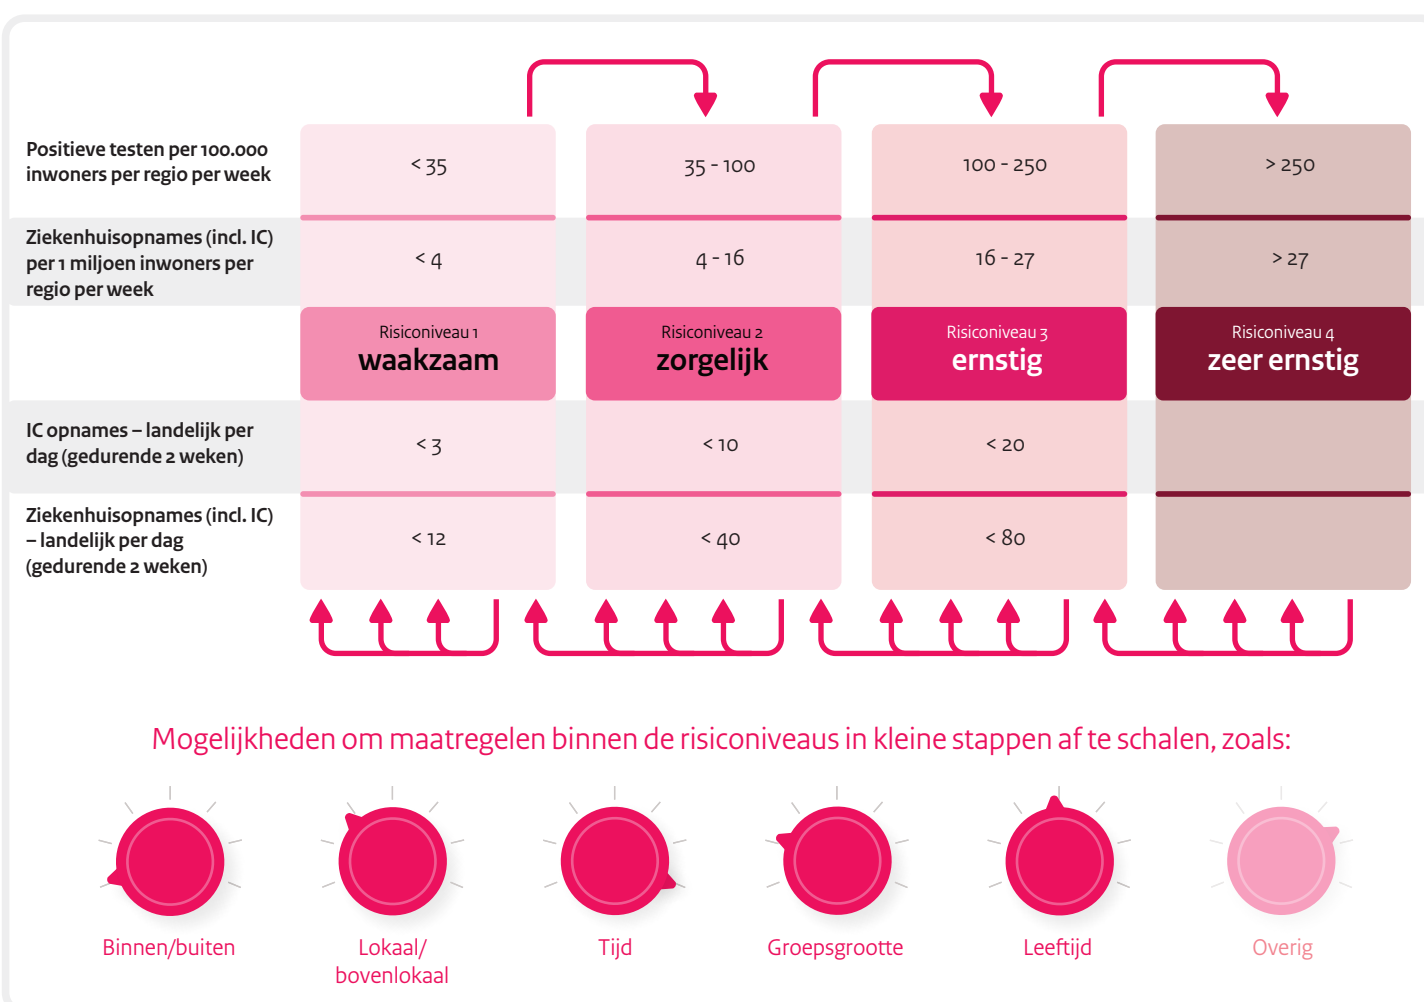 Positieve testen per 100.000
inwoners per regio per week
< 35
35 - 100
100 - 250
> 250
Ziekenhuisopnames (incl. IC)
per 1 miljoen inwoners per
regio per week
< 4
4 - 16
16 - 27
> 27
Risiconiveau 1
waakzaam
Risiconiveau 2
zorgelijk
Risiconiveau 3
ernstig
Risiconiveau 4
zeer ernstig
IC opnames – landelijk per
dag (gedurende 2 weken)
< 3
< 10
< 20
Ziekenhuisopnames (incl. IC)
– landelijk per dag
(gedurende 2 weken)
< 12
< 40
< 80
Mogelijkheden om maatregelen binnen de risiconiveaus in kleine stappen af te schalen, zoals:
Binnen/buiten
Lokaal/
bovenlokaal
Tijd
Groepsgrootte
Leeftijd
Overig